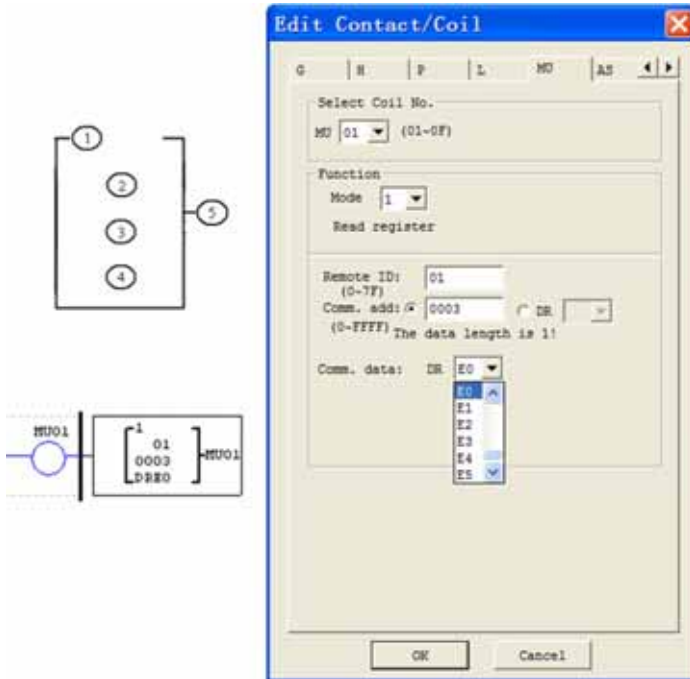 Edit Contact/Coil
G H P L MU AS
Select Coil No.
MU 01 (01-0F)
Function
Mode 1
Read register
Remote ID: 01
(0-7F)
Comm. add: 0003 DR
(0-FFFF) The data length is 1!
Comm. data: DR E0
E0
E1
E2
E3
E4
E5
OK Cancel
1
2
3
4
5
MU01
1
01
0003
DRE0
MU01